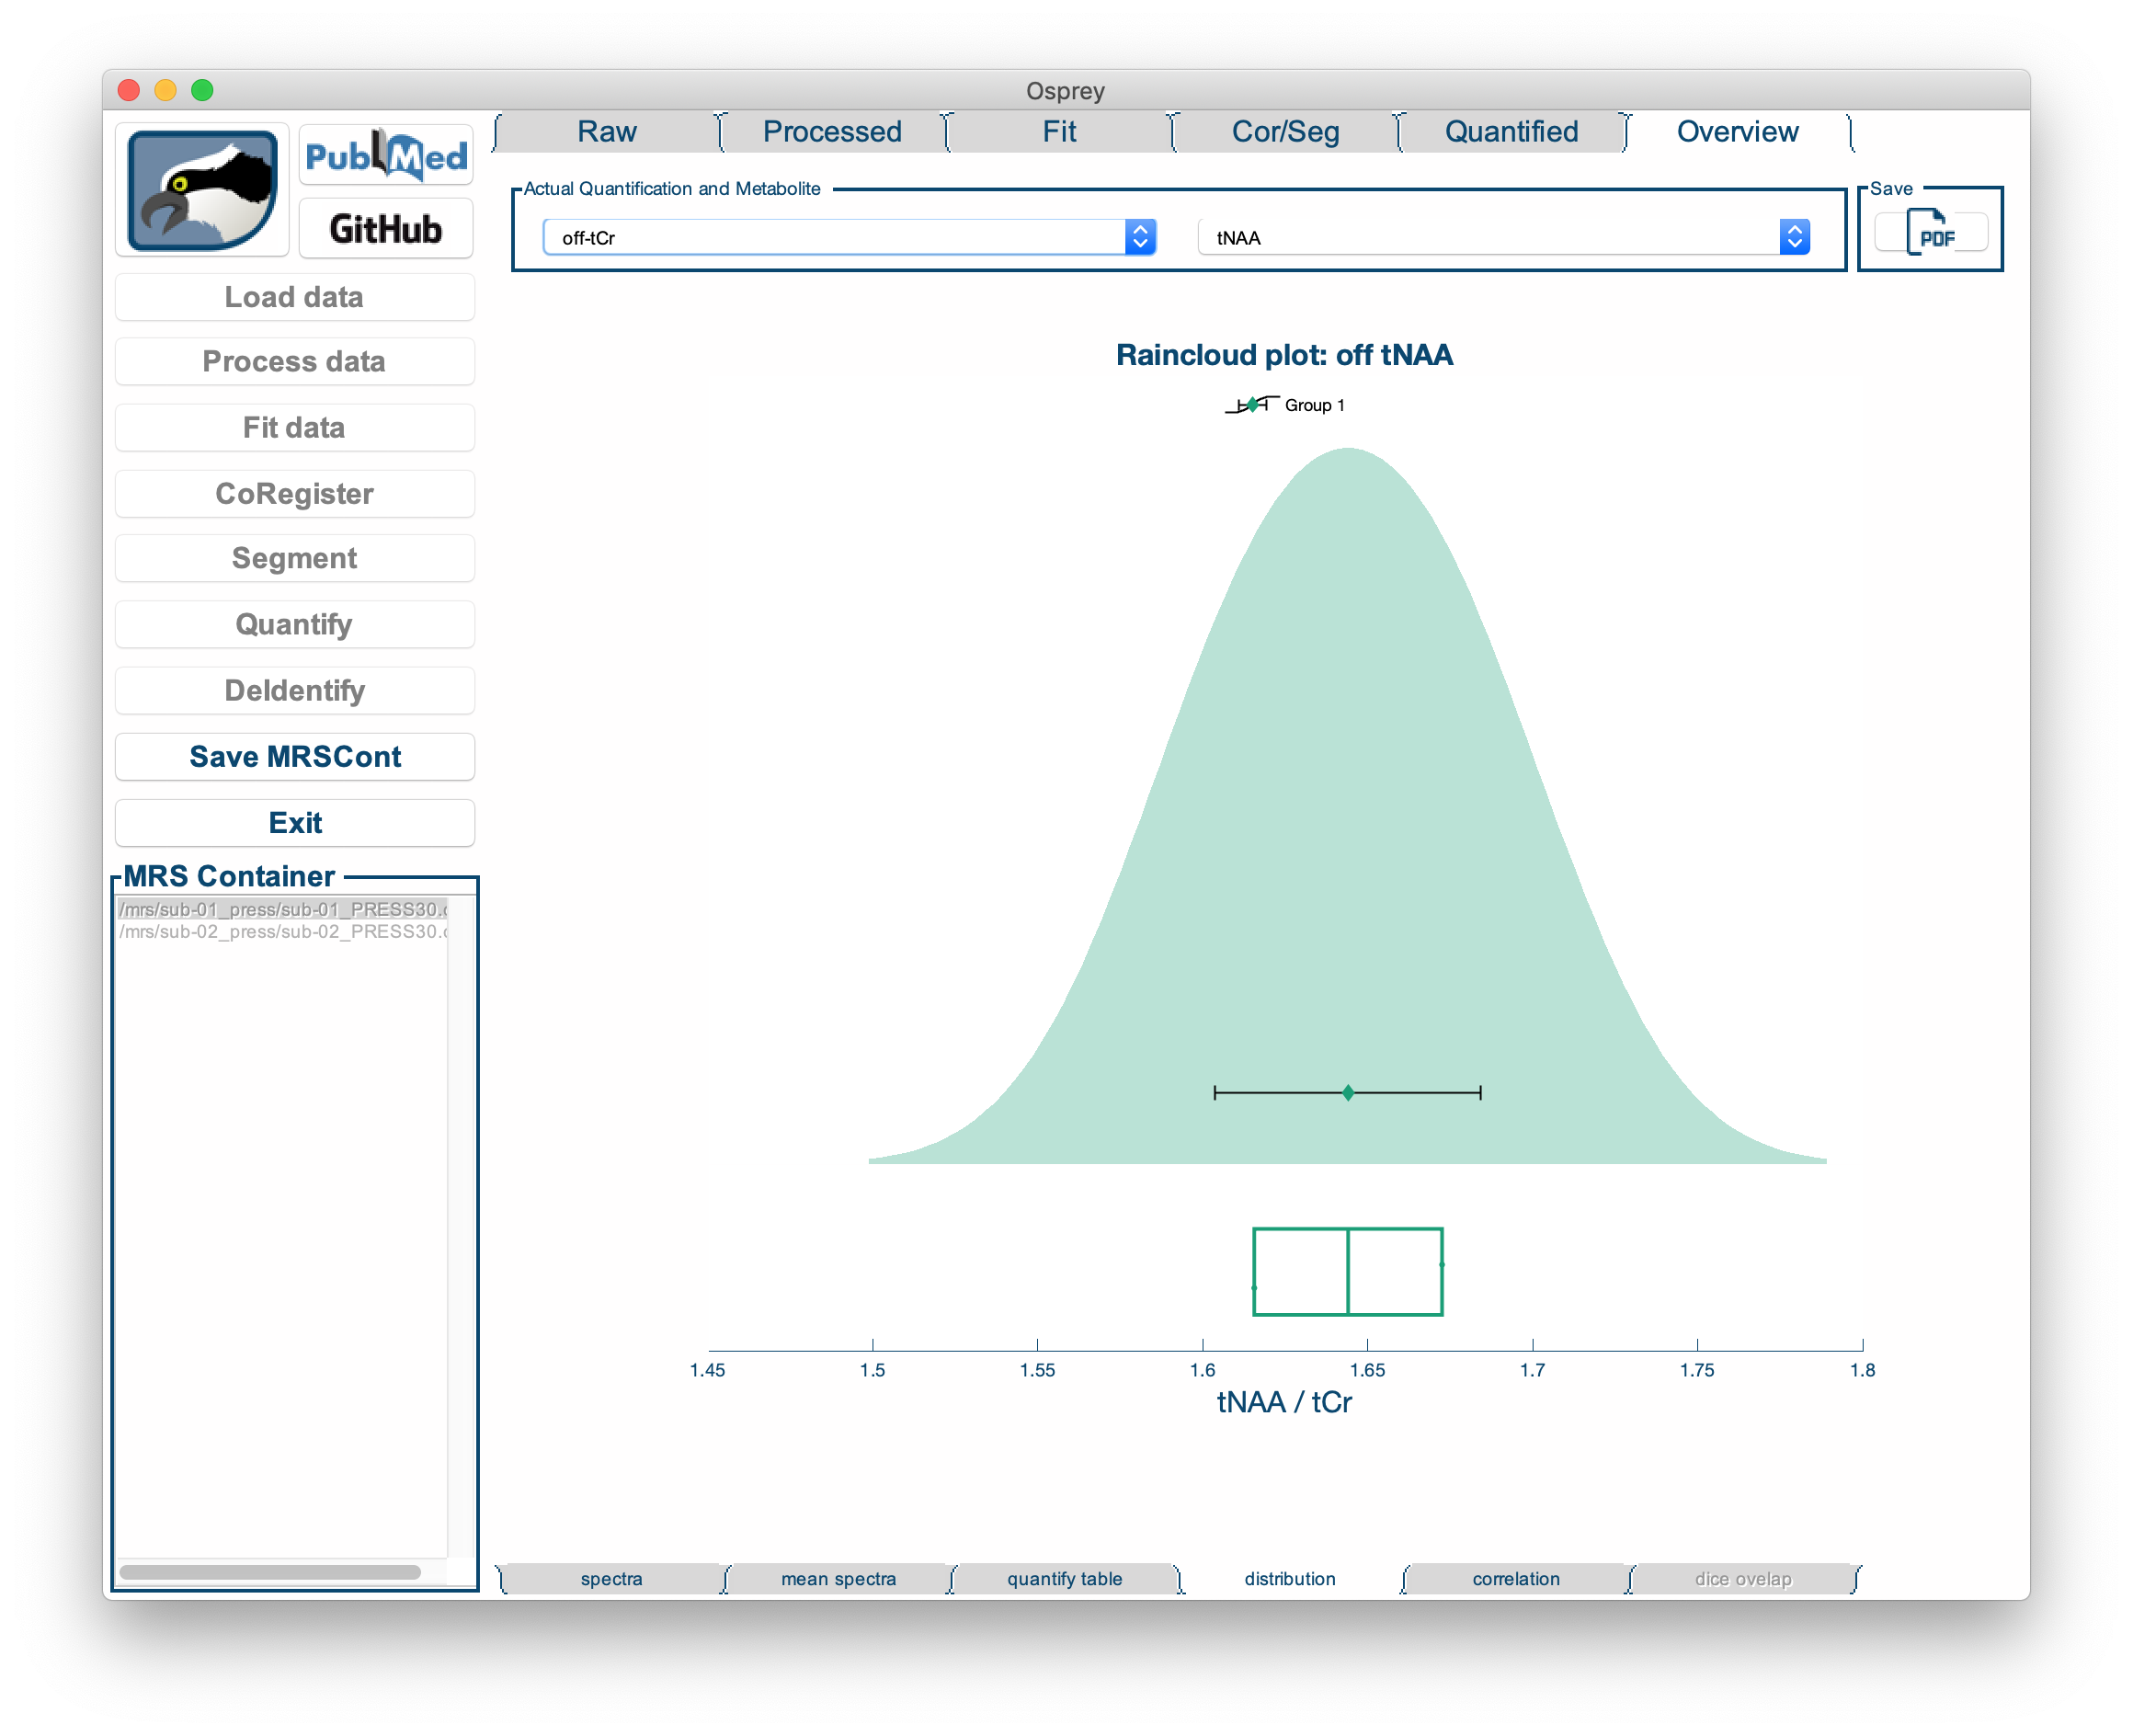 Osprey
PubMed
GitHub
Load data
Process data
Fit data
CoRegister
Segment
Quantify
DeIdentify
Save MRSCont
Exit
MRS Container
/mrs/sub-01_press/sub-01_PRESS30.
/mrs/sub-02_press/sub-02_PRESS30.
Raw Processed Fit Cor/Seg Quantified Overview
Actual Quantification and Metabolite
off-tCr tNAA
Save
PDF
Raincloud plot: off tNAA
Group 1
1.45 1.5 1.55 1.6 1.65 1.7 1.75 1.8
tNAA / tCr
spectra mean spectra quantify table distribution correlation dice ovelap